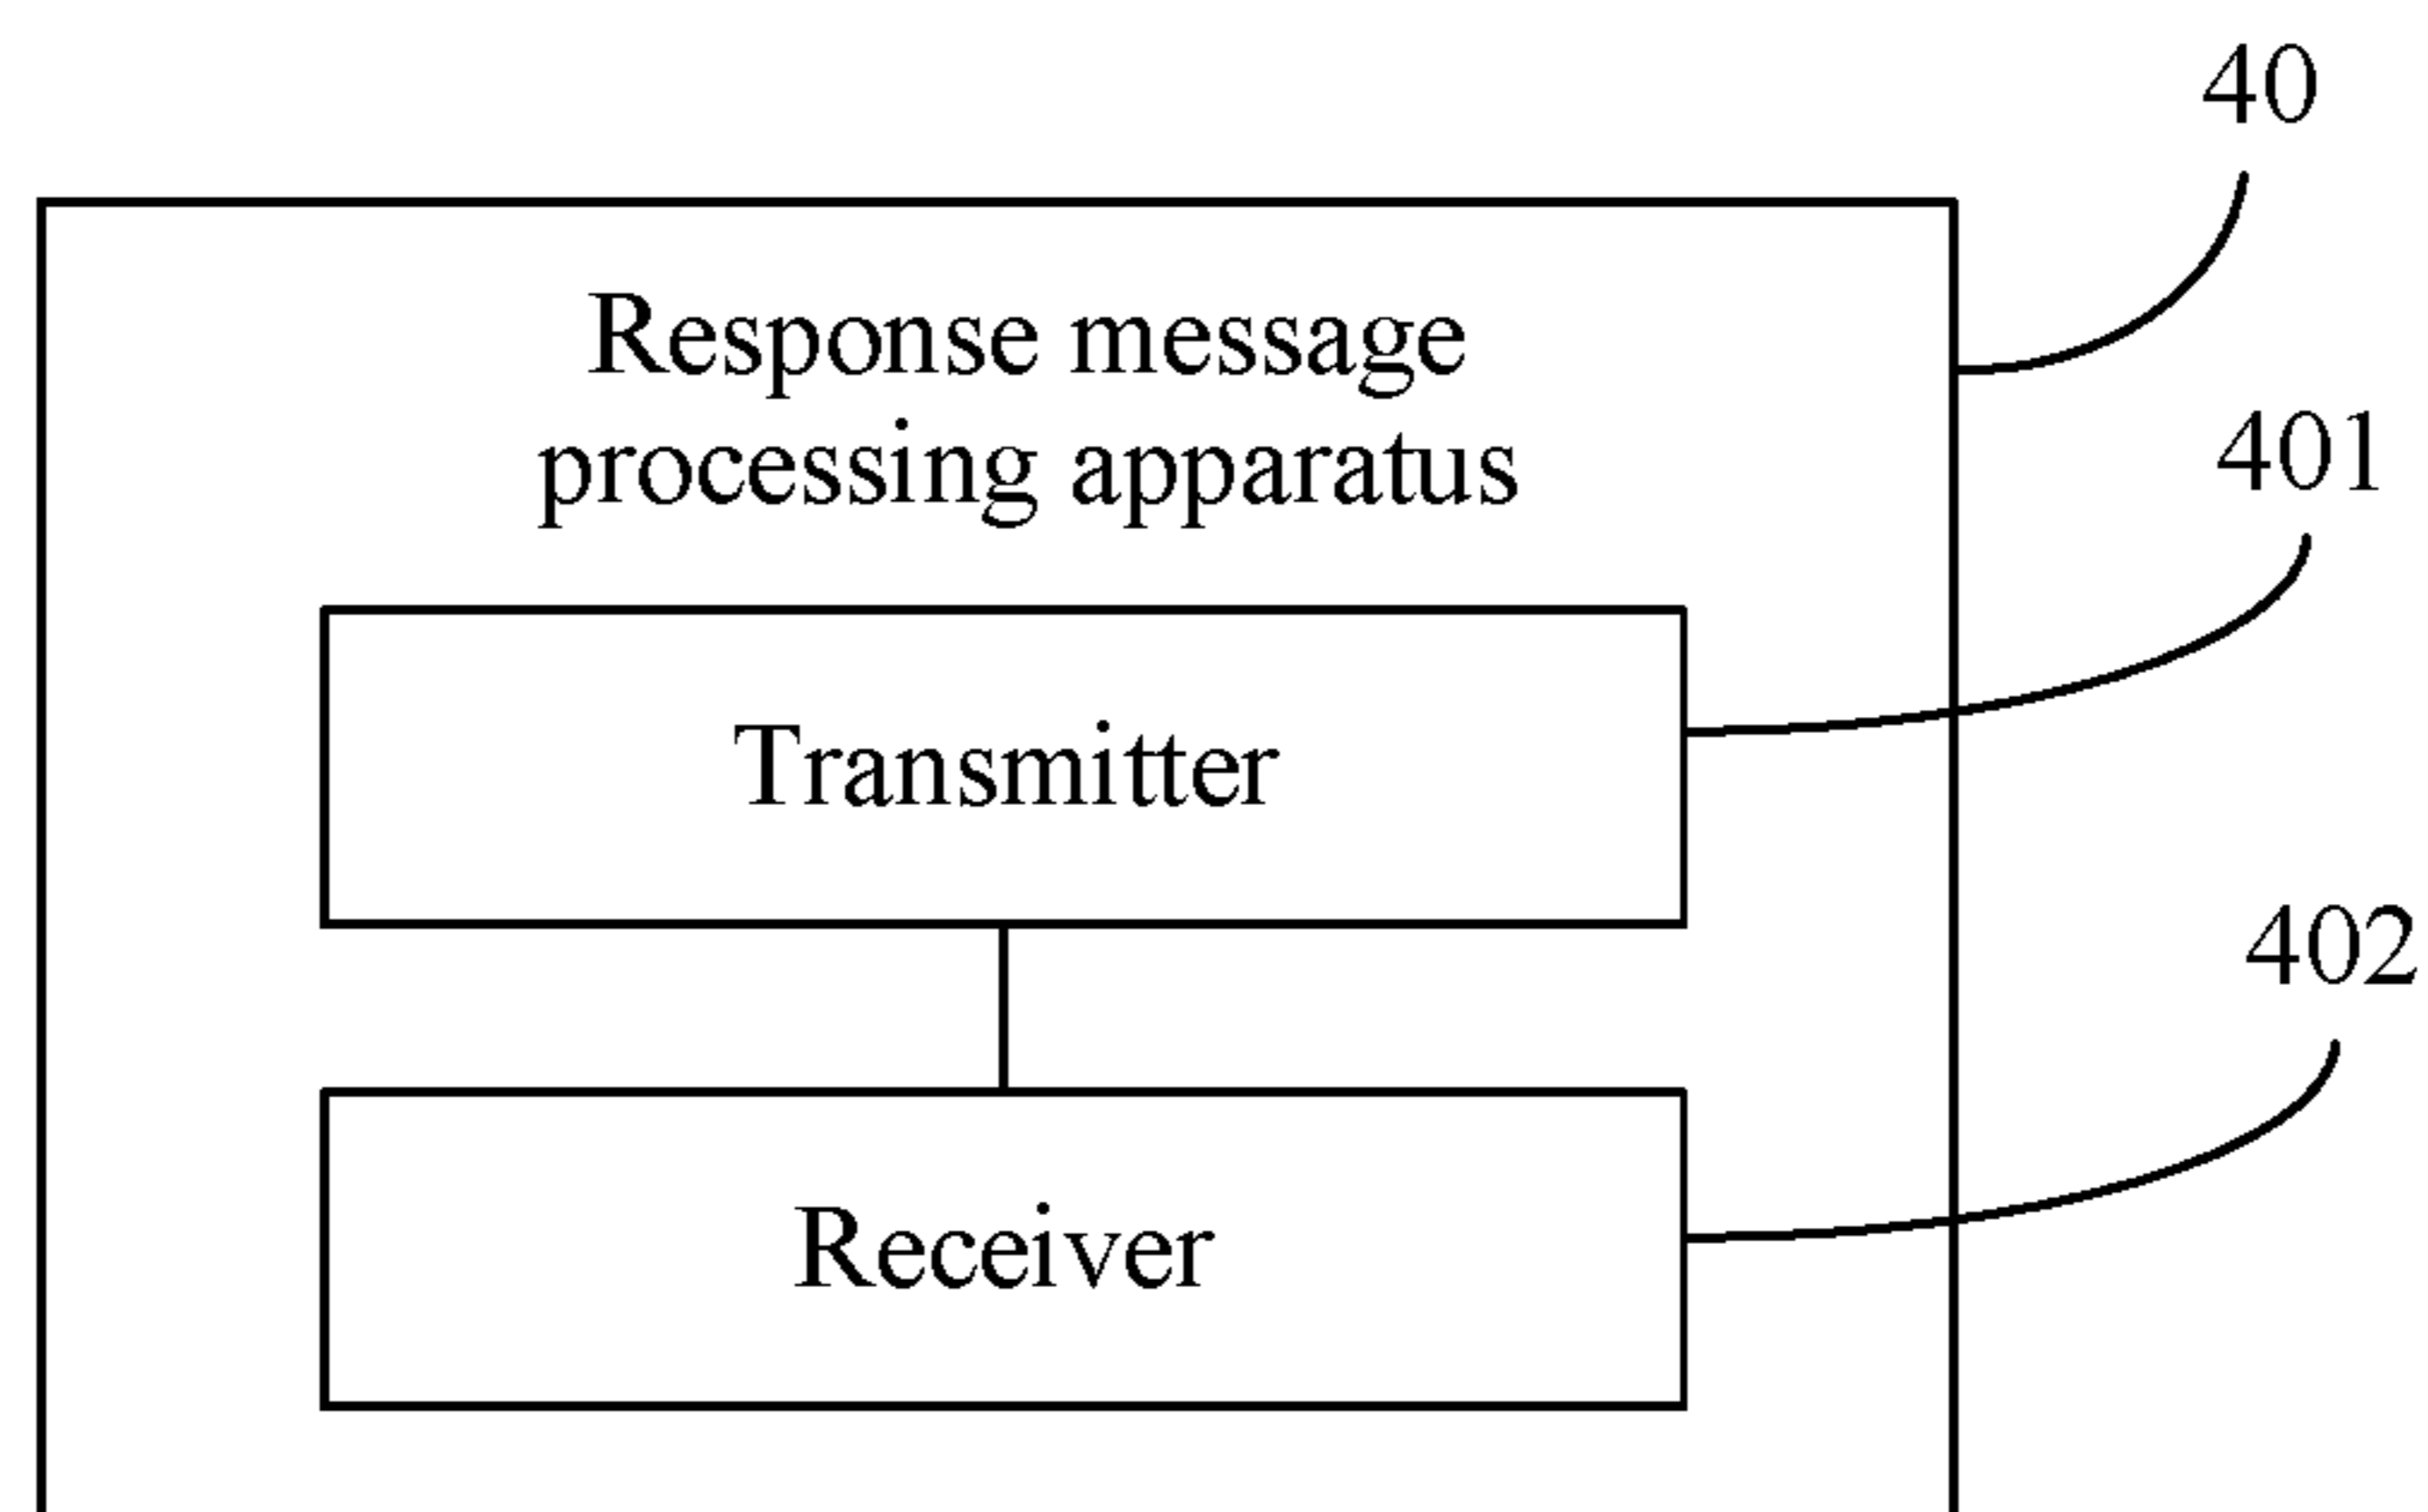 40
Response message
processing apparatus
401
Transmitter
402
Receiver